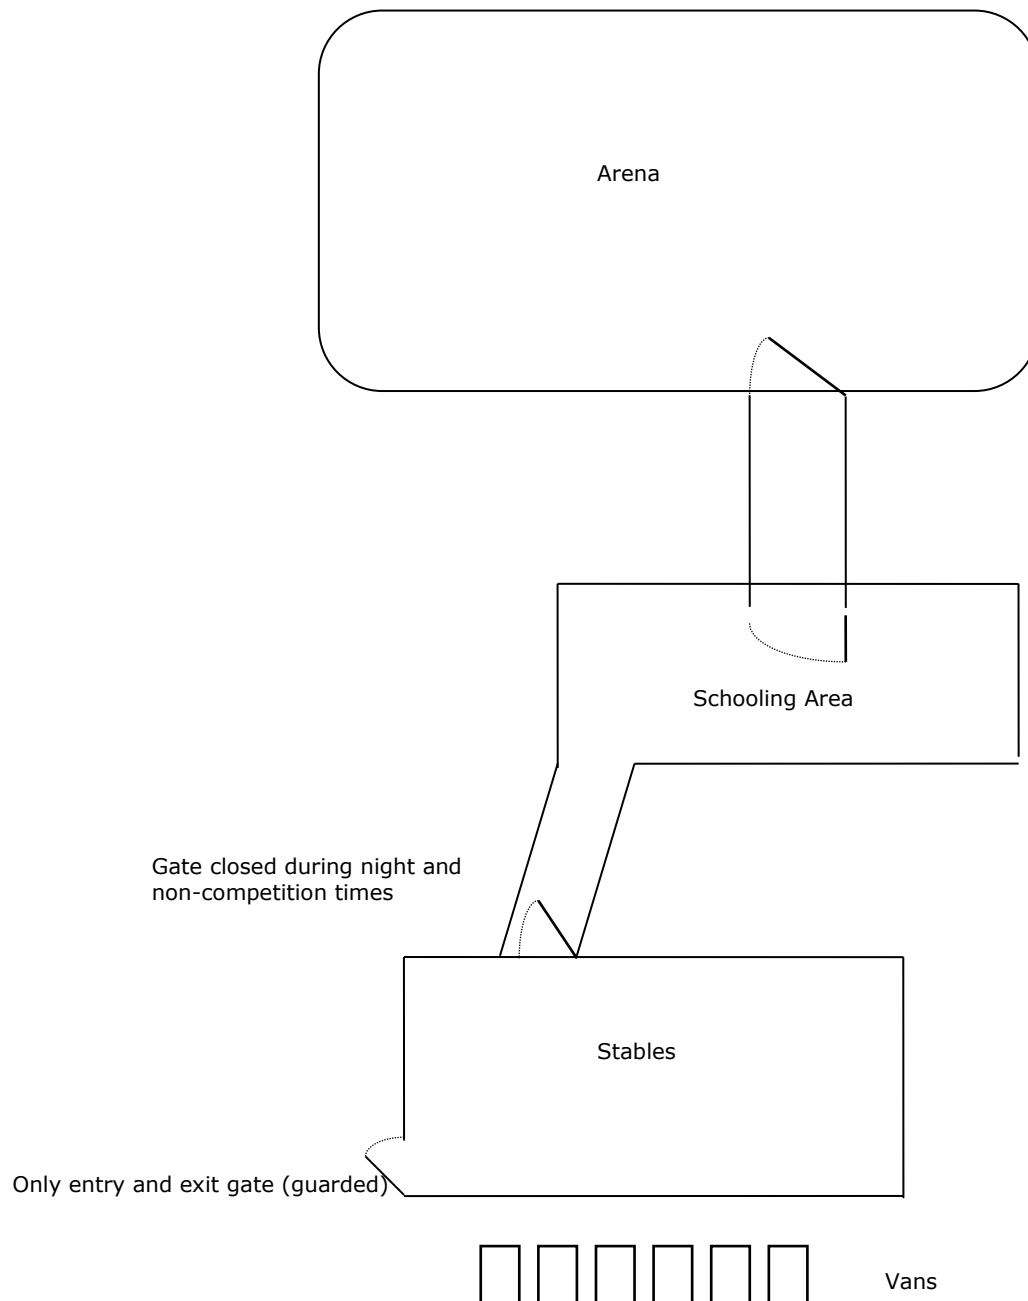 Arena
Schooling Area
Gate closed during night and
non-competition times
Stables
Only entry and exit gate (guarded)
Vans